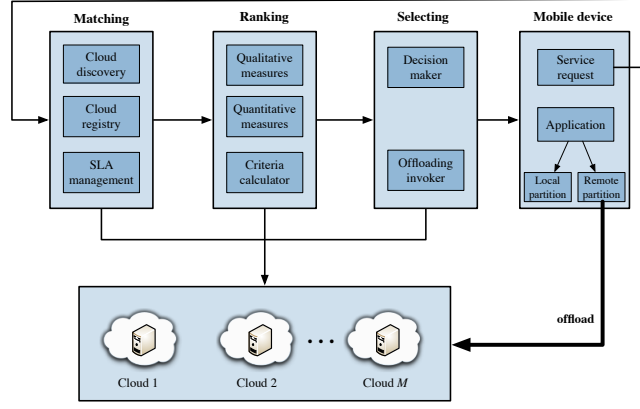 Matching
Ranking
Selecting
Mobile device
Cloud
discovery
Cloud
registry
SLA
management
Qualitative
measures
Quantitative
measures
Criteria
calculator
Decision
maker
Offloading
invoker
Service
request
Application
Local
partition
Remote
partition
offload
Cloud 1
Cloud 2
Cloud M